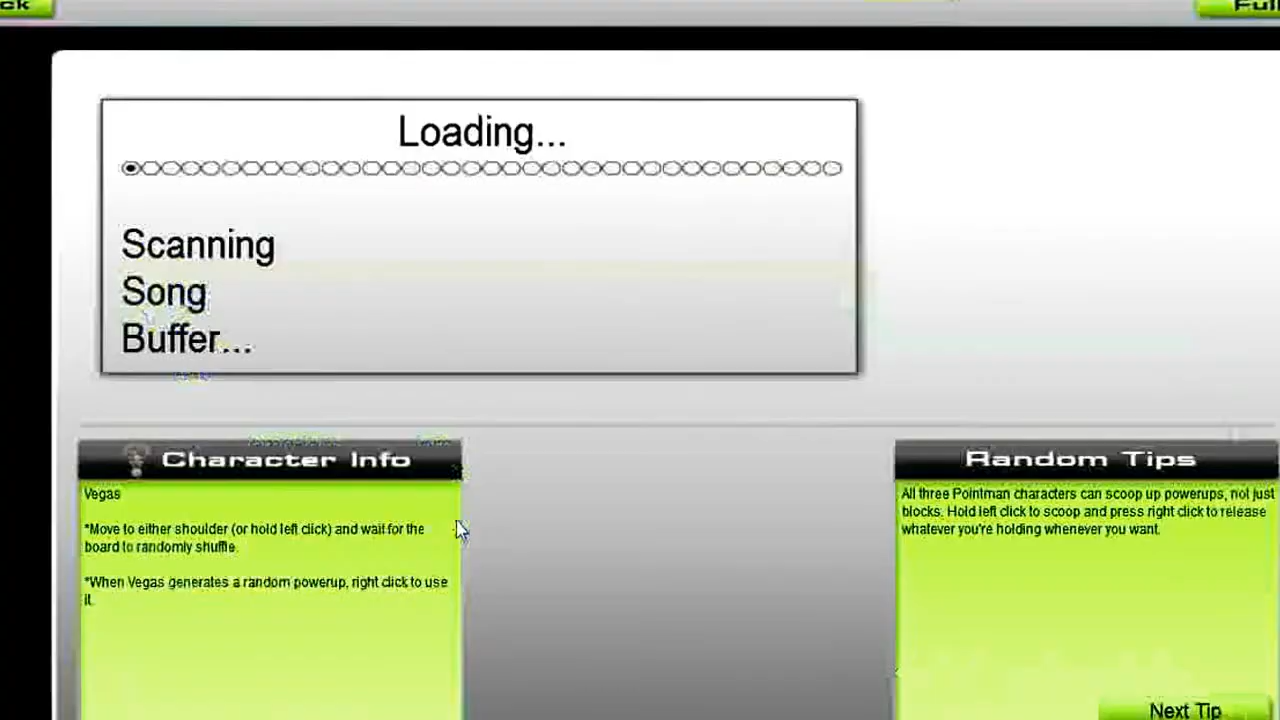 ck
Full
Loading...
Scanning
Song
Buffer...
Character Info
Vegas
*Move to either shoulder (or hold left click) and wait for the
board to randomly shuffle.
*When Vegas generates a random powerup, right click to use
it.
Random Tips
All three Pointman characters can scoop up powerups, not just
blocks. Hold left click to scoop and press right click to release
whatever you're holding whenever you want.
Next Tip